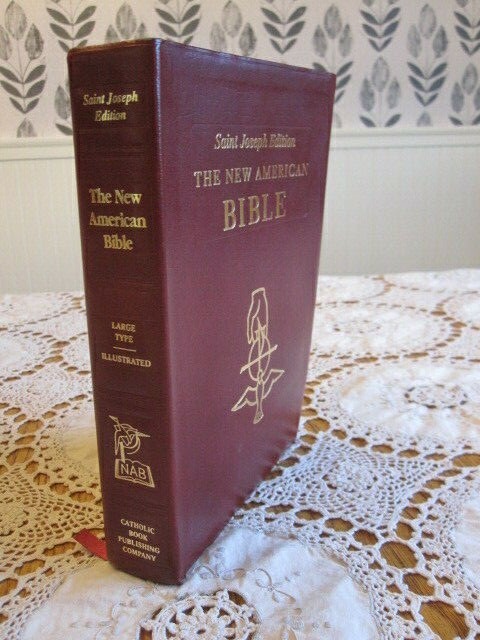 Saint Joseph
Edition
The New
American
Bible
LARGE
TYPE
ILLUSTRATED
NAB
CATHOLIC
BOOK
PUBLISHING
COMPANY
Saint Joseph Edition
THE NEW AMERICAN
BIBLE